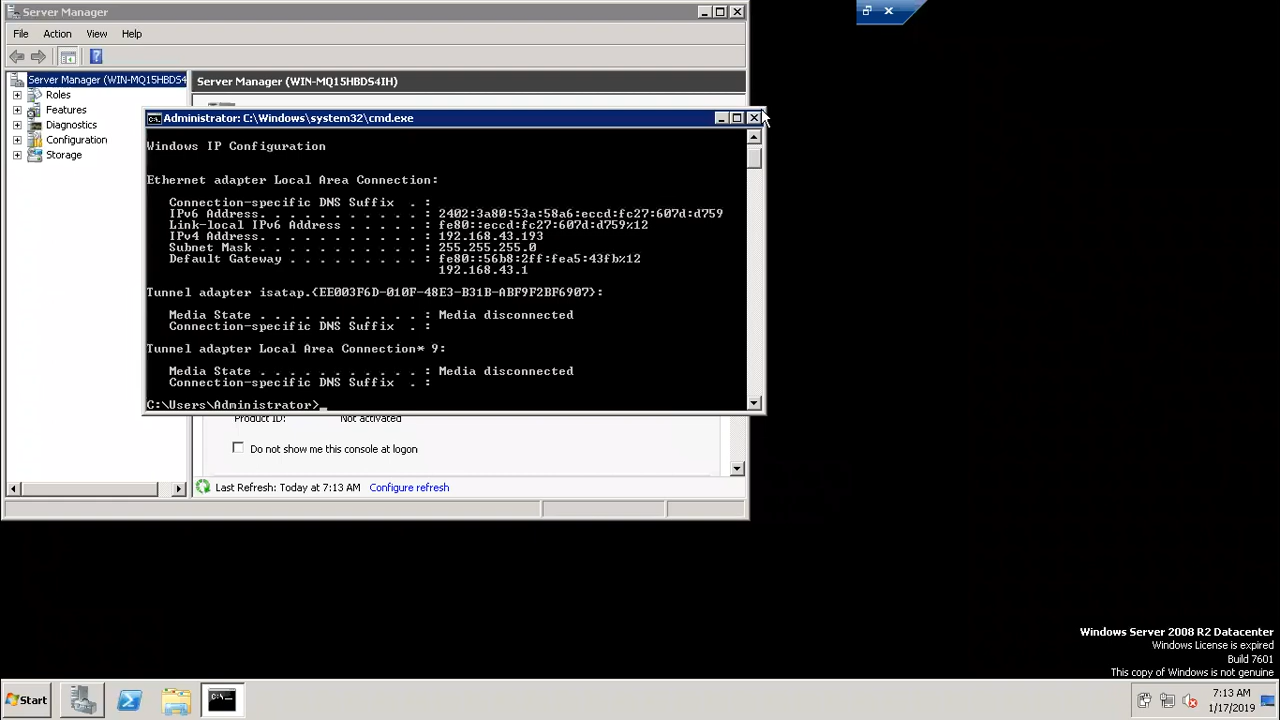 Server Manager
File Action View Help
Server Manager (WIN-MQ15HBDS4
Roles
Features
Diagnostics
Configuration
Storage
Server Manager (WIN-MQ15HBDS4IH)
Administrator: C:\Windows\system32\cmd.exe
Windows IP Configuration
Ethernet adapter Local Area Connection:
Connection-specific DNS Suffix . :
IPv6 Address. . . . . . . . . . . : 2402:3a80:53a:58a6:eccd:fc27:607d:d759
Link-local IPv6 Address . . . . . : fe80::eccd:fc27:607d:d759%12
IPv4 Address. . . . . . . . . . . : 192.168.43.193
Subnet Mask . . . . . . . . . . . : 255.255.255.0
Default Gateway . . . . . . . . . : fe80::56b8:2ff:fea5:43fb%12
192.168.43.1
Tunnel adapter isatap.{EE003F6D-010F-48E3-B31B-ABF9F2BF6907}:
Media State . . . . . . . . . . . : Media disconnected
Connection-specific DNS Suffix . :
Tunnel adapter Local Area Connection* 9:
Media State . . . . . . . . . . . : Media disconnected
Connection-specific DNS Suffix . :
C:\Users\Administrator>_
Product ID: Not activated
Do not show me this console at logon
Last Refresh: Today at 7:13 AM Configure refresh
Windows Server 2008 R2 Datacenter
Windows License is expired
Build 7601
This copy of Windows is not genuine
Start
7:13 AM
1/17/2019